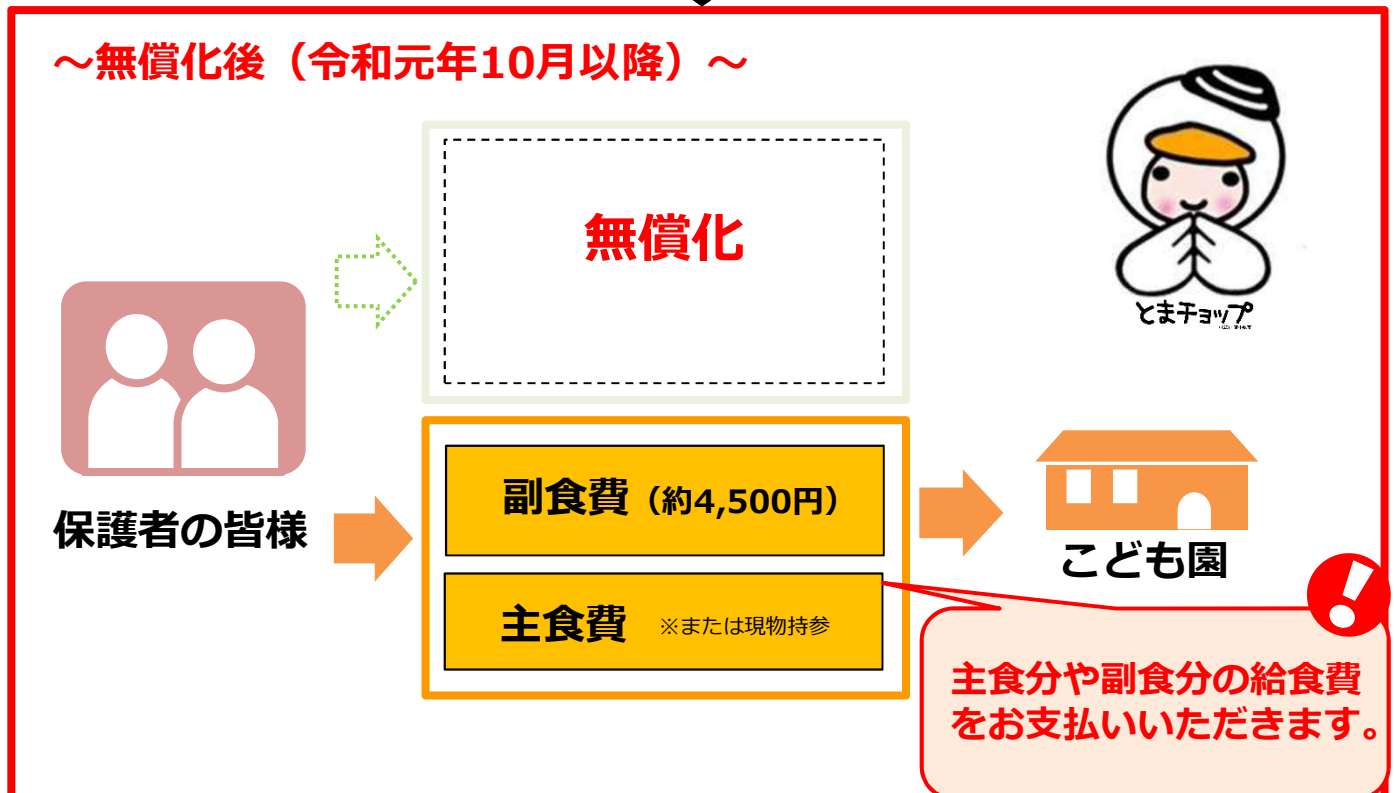 ～無償化後（令和元年10月以降）～
無償化
とまチョップ
副食費（約4,500円）
保護者の皆様
こども園
主食費 ※または現物持参
主食分や副食分の給食費
をお支払いいただきます。